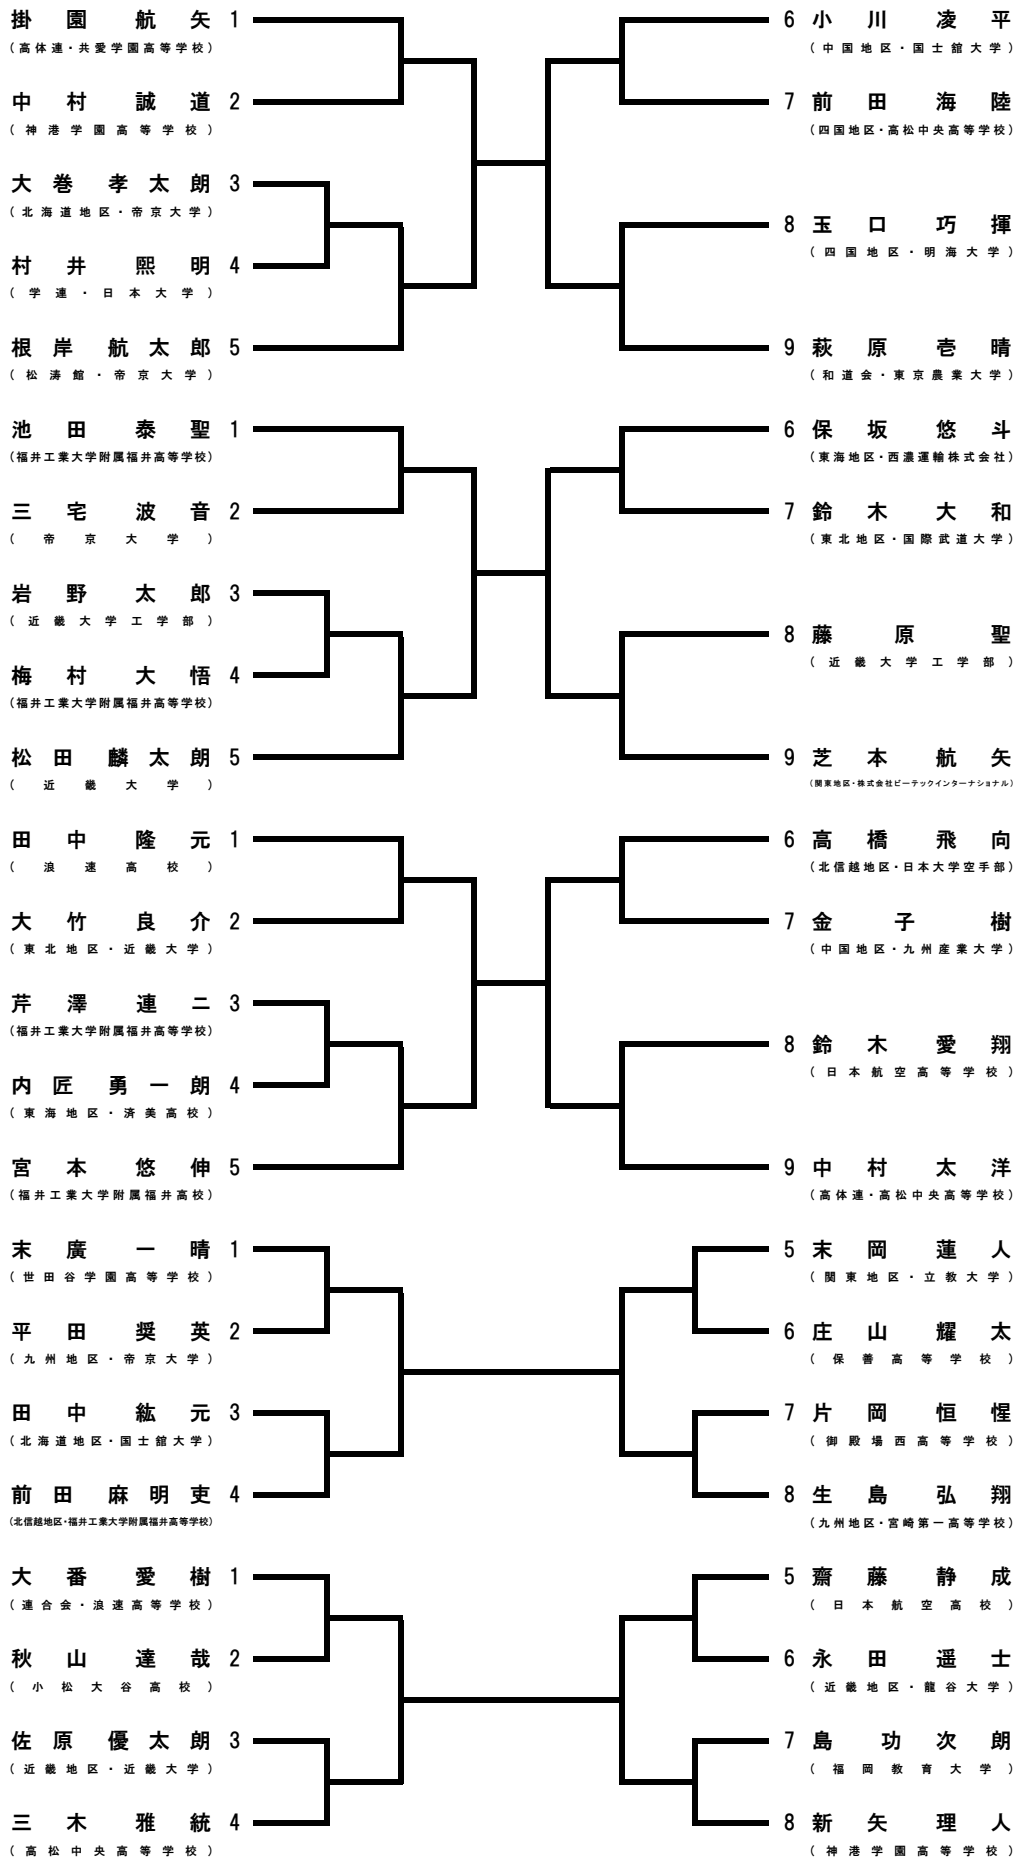 掛園航矢 1
(高体連・共愛学園高等学校)
中村誠道 2
(神港学園高等学校)
大巻孝太朗 3
(北海道地区・帝京大学)
村井熙明 4
(学連・日本大学)
根岸航太郎 5
(松涛館・帝京大学)
6 小川凌平
(中国地区・国士舘大学)
7 前田海陸
(四国地区・高松中央高等学校)
8 玉口巧揮
(四国地区・明海大学)
9 萩原壱晴
(和道会・東京農業大学)
池田泰聖 1
(福井工業大学附属福井高等学校)
三宅波音 2
(帝京大学)
岩野太郎 3
(近畿大学工学部)
梅村大悟 4
(福井工業大学附属福井高等学校)
松田麟太朗 5
(近畿大学)
6 保坂悠斗
(東海地区・西濃運輸株式会社)
7 鈴木大和
(東北地区・国際武道大学)
8 藤原聖
(近畿大学工学部)
9 芝本航矢
(関東地区・株式会社ビーテックインターナショナル)
田中隆元 1
(浪速高校)
大竹良介 2
(東北地区・近畿大学)
芹澤連ニ 3
(福井工業大学附属福井高等学校)
内匠勇一朗 4
(東海地区・済美高校)
宮本悠伸 5
(福井工業大学附属福井高校)
6 高橋飛向
(北信越地区・日本大学空手部)
7 金子樹
(中国地区・九州産業大学)
8 鈴木愛翔
(日本航空高等学校)
9 中村太洋
(高体連・高松中央高等学校)
末廣一晴 1
(世田谷学園高等学校)
平田奨英 2
(九州地区・帝京大学)
田中紘元 3
(北海道地区・国士舘大学)
前田麻明吏 4
(北信越地区・福井工業大学附属福井高等学校)
5 末岡蓮人
(関東地区・立教大学)
6 庄山耀太
(保善高等学校)
7 片岡恒惺
(御殿場西高等学校)
8 生島弘翔
(九州地区・宮崎第一高等学校)
大番愛樹 1
(連合会・浪速高等学校)
秋山達哉 2
(小松大谷高校)
佐原優太朗 3
(近畿地区・近畿大学)
三木雅統 4
(高松中央高等学校)
5 齋藤静成
(日本航空高校)
6 永田遥士
(近畿地区・龍谷大学)
7 島功次朗
(福岡教育大学)
8 新矢理人
(神港学園高等学校)